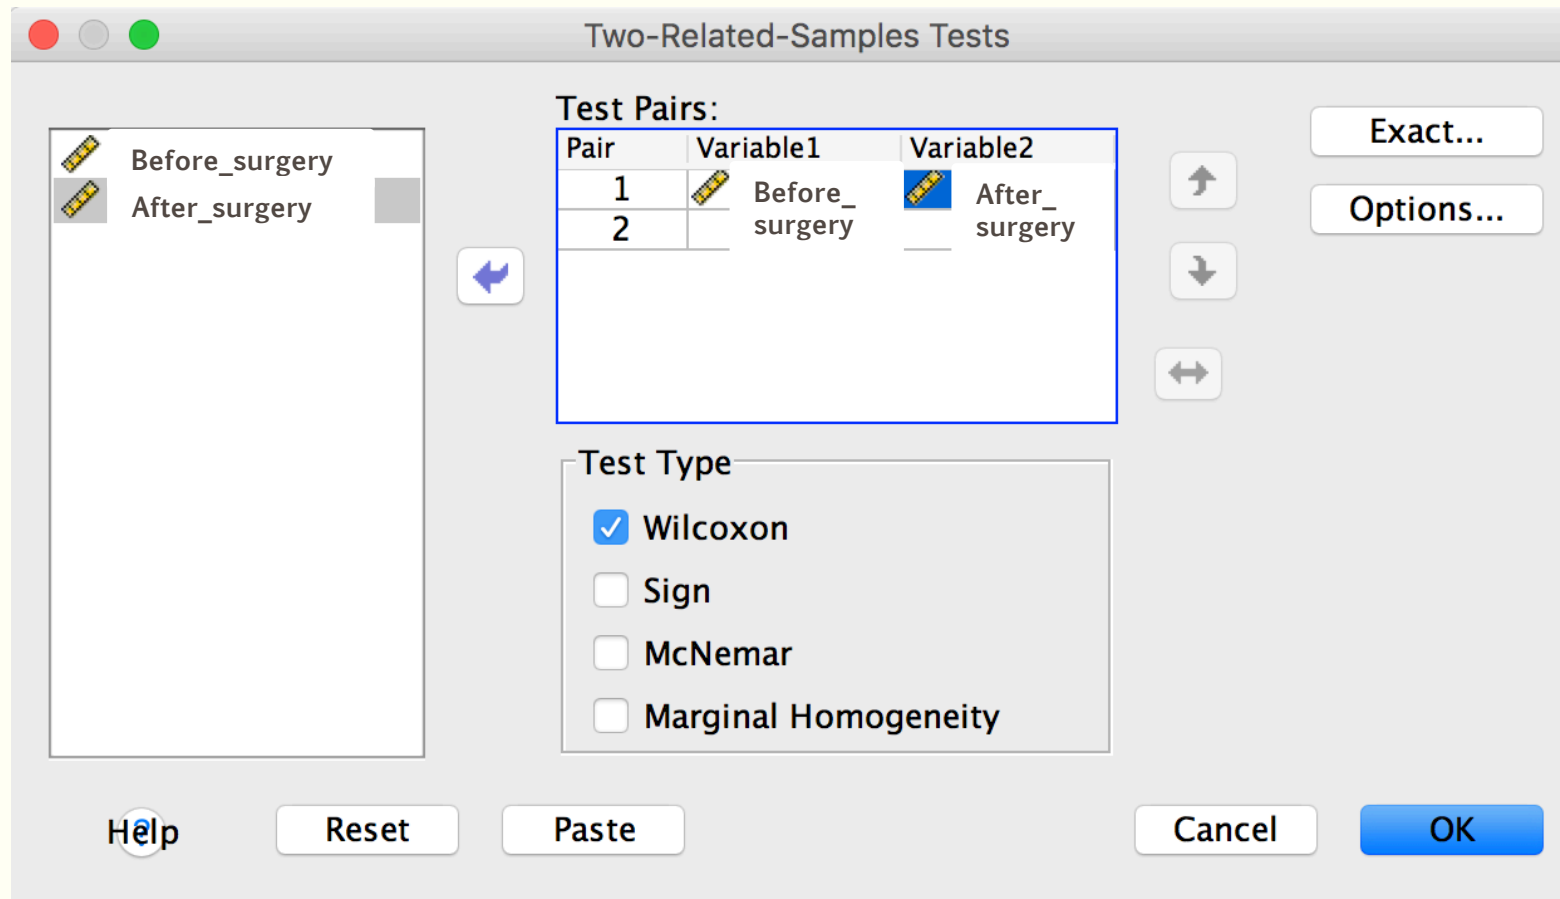 Two-Related-Samples Tests
Test Pairs:
Before_surgery
After_surgery
Pair Variable1 Variable2
1 Before_ After_
surgery surgery
2
Exact...
Options...
Test Type
Wilcoxon
Sign
McNemar
Marginal Homogeneity
Help Reset Paste Cancel OK